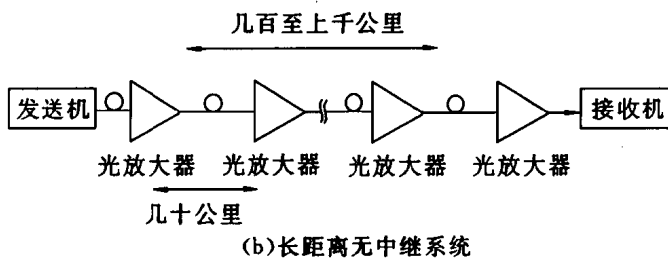 几百至上千公里
发送机
接收机
光放大器 光放大器 光放大器 光放大器
几十公里
(b)长距离无中继系统